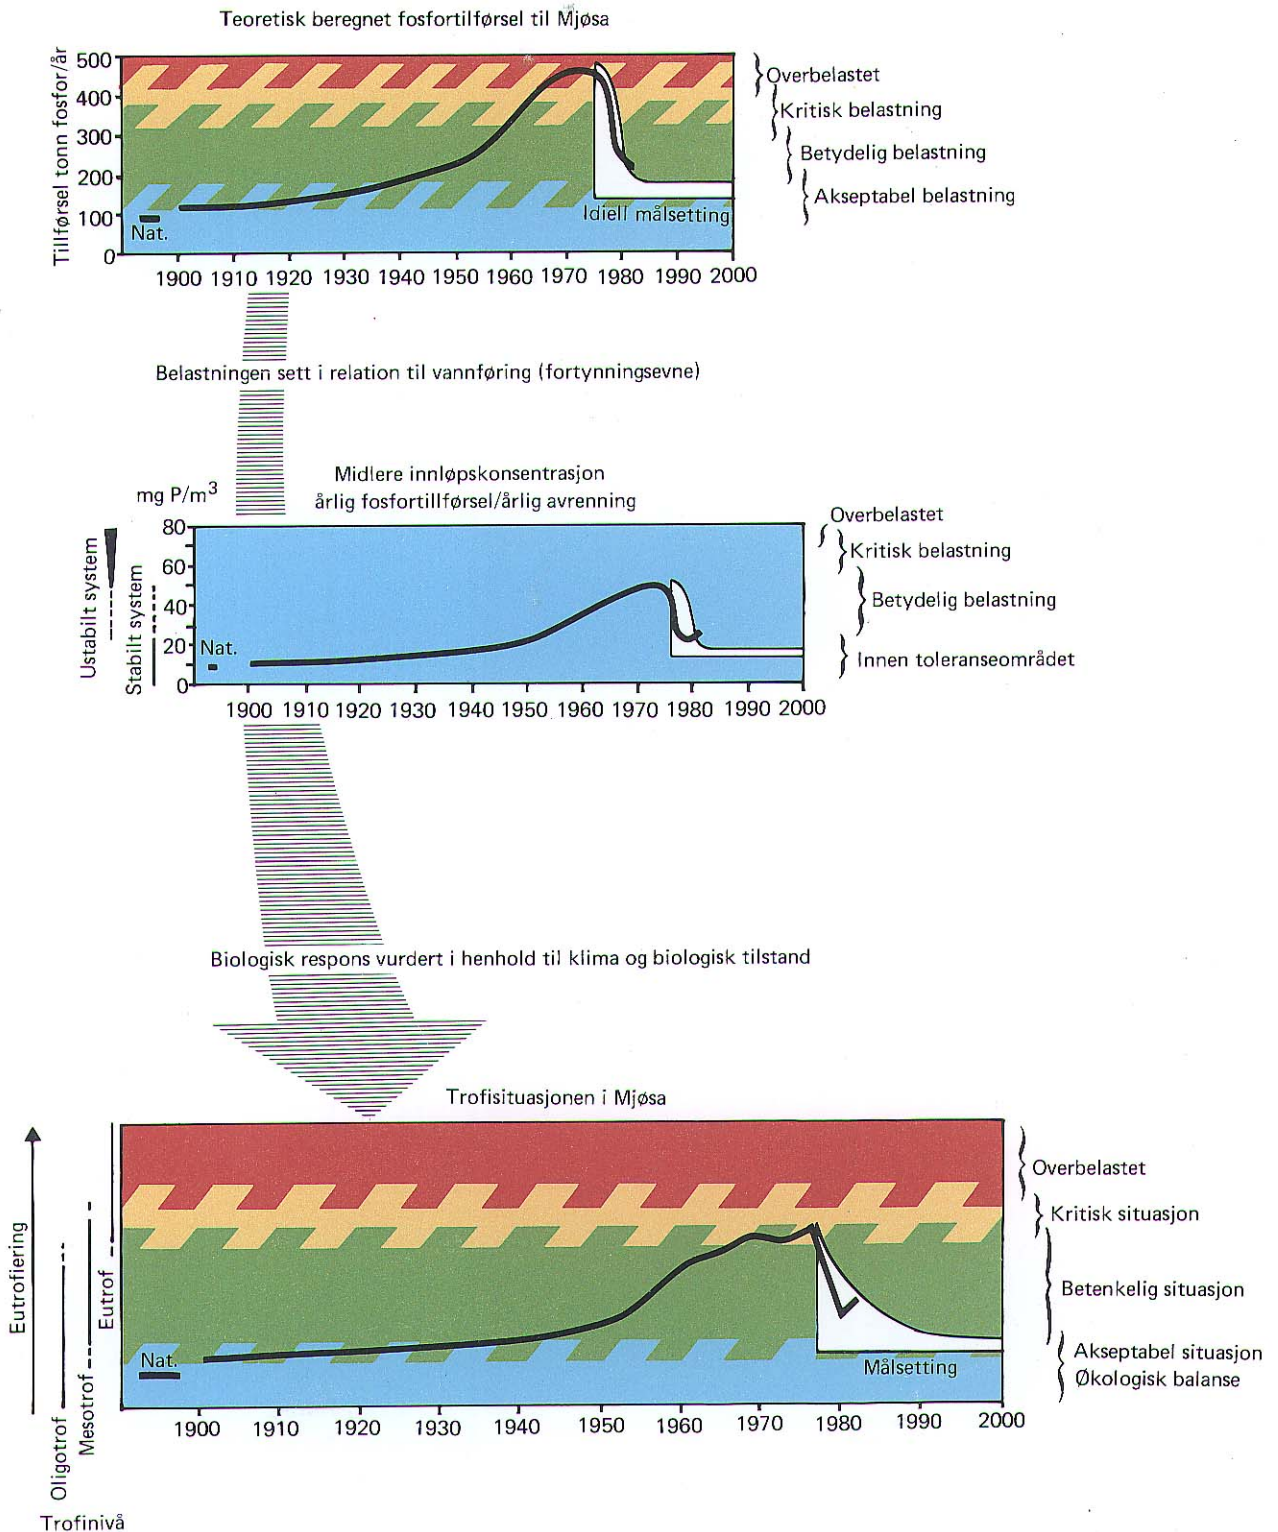 Teoretisk beregnet fosfortilførsel til Mjøsa
Tillførsel tonn fosfor/år
500
400
300
200
100
0
Nat.
Idiell målsetting
1900 1910 1920 1930 1940 1950 1960 1970 1980 1990 2000
Overbelastet
Kritisk belastning
Betydelig belastning
Akseptabel belastning
Belastningen sett i relation til vannføring (fortynningsevne)
Midlere innløpskonsentrasjon
årlig fosfortillførsel/årlig avrenning
mg P/m³
Ustabilt system
Stabilt system
80
60
40
20
0
Nat.
1900 1910 1920 1930 1940 1950 1960 1970 1980 1990 2000
Overbelastet
Kritisk belastning
Betydelig belastning
Innen toleranseområdet
Biologisk respons vurdert i henhold til klima og biologisk tilstand
Trofisituasjonen i Mjøsa
Eutrofiering
Oligotrof
Mesotrof
Eutrof
Trofinivå
Nat.
Målsetting
1900 1910 1920 1930 1940 1950 1960 1970 1980 1990 2000
Overbelastet
Kritisk situasjon
Betenkelig situasjon
Akseptabel situasjon
Økologisk balanse